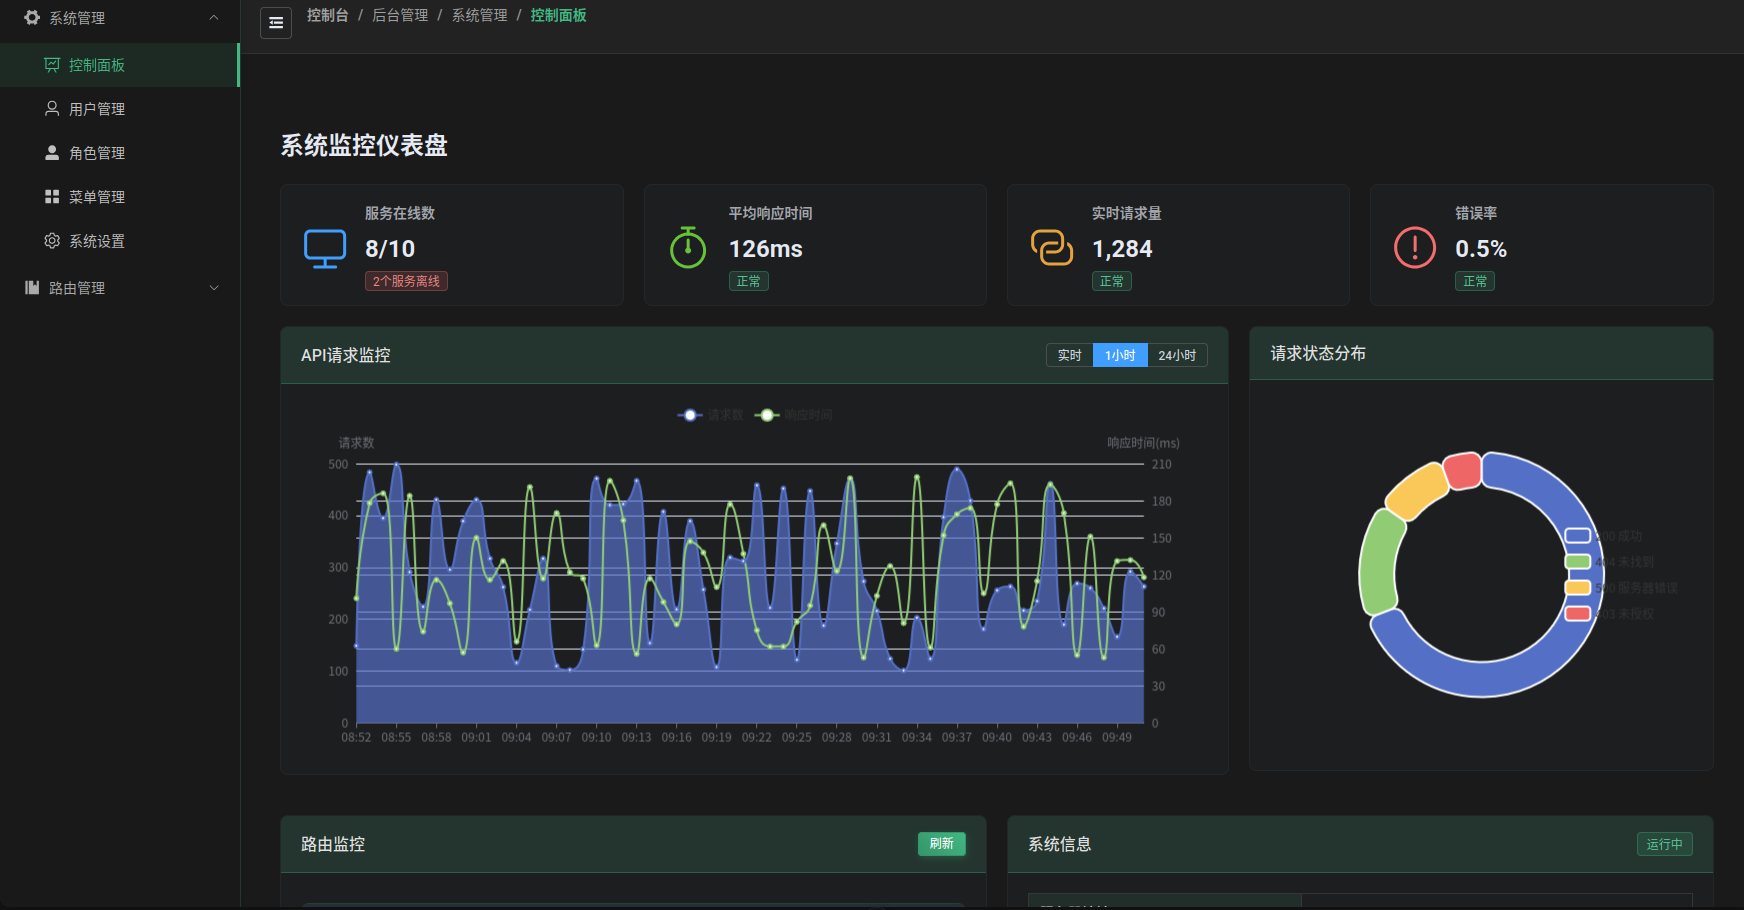 系统管理
控制面板
用户管理
角色管理
菜单管理
系统设置
路由管理
控制台 / 后台管理 / 系统管理 / 控制面板
系统监控仪表盘
服务在线数
8/10
2个服务离线
平均响应时间
126ms
正常
实时请求量
1,284
正常
错误率
0.5%
正常
API请求监控
实时 1小时 24小时
请求数 响应时间
请求数
响应时间(ms)
500
400
300
200
100
0
210
180
150
120
90
60
30
0
08:52 08:55 08:58 09:01 09:04 09:07 09:10 09:13 09:16 09:19 09:22 09:25 09:28 09:31 09:34 09:37 09:40 09:43 09:46 09:49
请求状态分布
成功
未找到
服务器错误
未授权
路由监控
刷新
系统信息
运行中